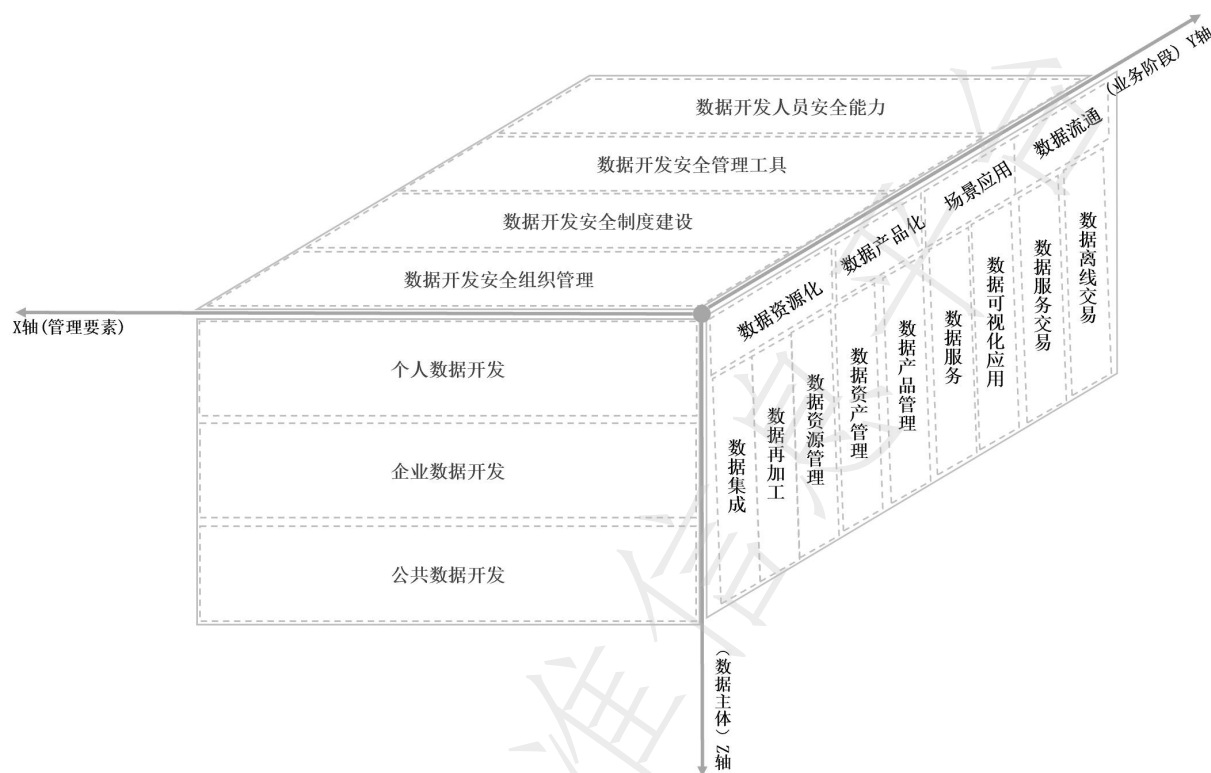 （业务阶段）Y轴
数据开发人员安全能力
数据开发安全管理工具
数据开发安全制度建设
数据开发安全组织管理
X轴(管理要素)
个人数据开发
企业数据开发
公共数据开发
数据资源化
数据产品化
场景应用
数据流通
数据集成
数据再加工
数据资源管理
数据资产管理
数据产品管理
数据服务
数据可视化应用
数据服务交易
数据离线交易
（数据主体）Z轴
准信息平台